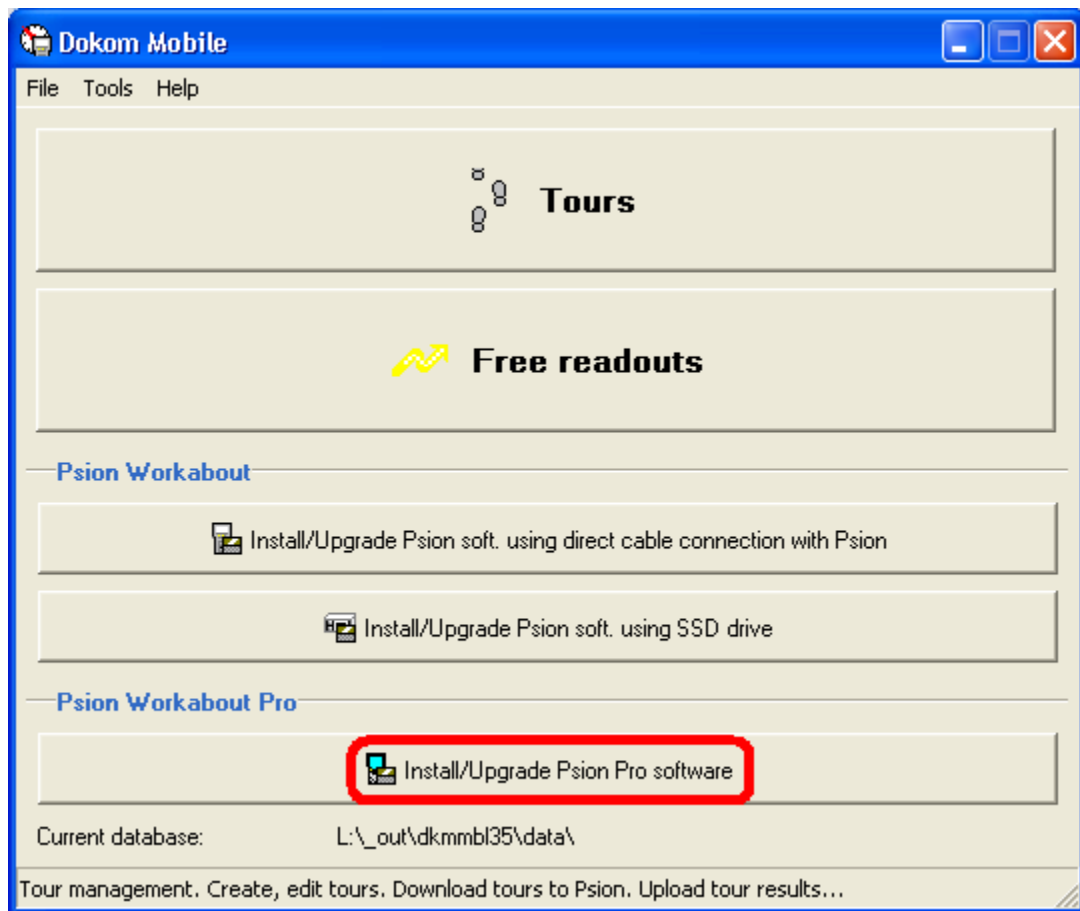 Dokom Mobile
File Tools Help
Tours
Free readouts
Psion Workabout
Install/Upgrade Psion soft. using direct cable connection with Psion
Install/Upgrade Psion soft. using SSD drive
Psion Workabout Pro
Install/Upgrade Psion Pro software
Current database: L:\_out\dkmmbl35\data\
Tour management. Create, edit tours. Download tours to Psion. Upload tour results...